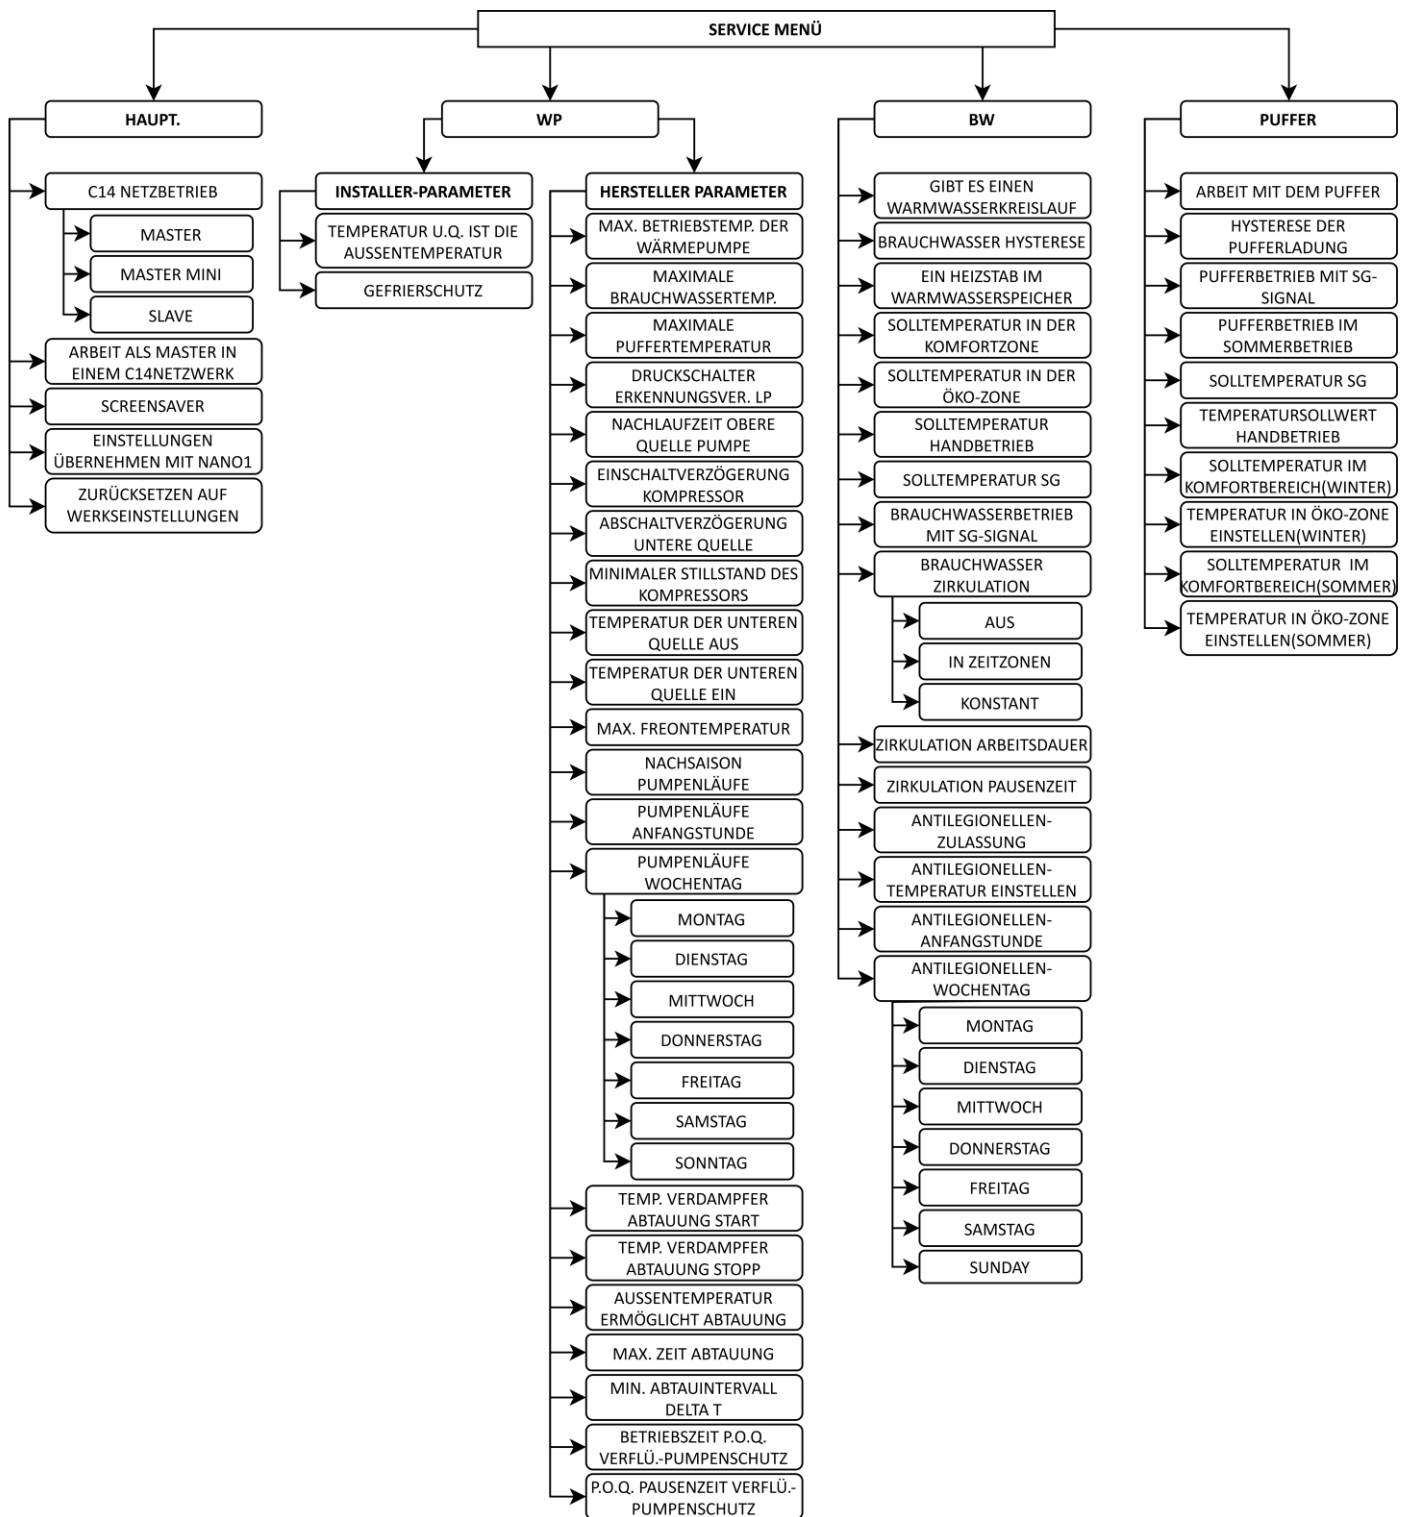 SERVICE MENÜ
HAUPT.
C14 NETZBETRIEB
MASTER
MASTER MINI
SLAVE
ARBEIT ALS MASTER IN
EINEM C14NETZWERK
SCREENSAVER
EINSTELLUNGEN
ÜBERNEHMEN MIT NANO1
ZURÜCKSETZEN AUF
WERKSEINSTELLUNGEN
WP
INSTALLER-PARAMETER
TEMPERATUR U.Q. IST DIE
AUSSENTEMPERATUR
GEFRIERSCHUTZ
HERSTELLER PARAMETER
MAX. BETRIEBSTEMP. DER
WÄRMEPUMPE
MAXIMALE
BRAUCHWASSERTEMP.
MAXIMALE
PUFFERTEMPERATUR
DRUCKSCHALTER
ERKENNUNGSVER. LP
NACHLAUFZEIT OBERE
QUELLE PUMPE
EINSCHALTVERZÖGERUNG
KOMPRESSOR
ABSCHALTVERZÖGERUNG
UNTERE QUELLE
MINIMALER STILLSTAND DES
KOMPRESSORS
TEMPERATUR DER UNTEREN
QUELLE AUS
TEMPERATUR DER UNTEREN
QUELLE EIN
MAX. FREONTEMPERATUR
NACHSAISON
PUMPENLÄUFE
PUMPENLÄUFE
ANFANGSTUNDE
PUMPENLÄUFE
WOCHENTAG
MONTAG
DIENSTAG
MITTWOCH
DONNERSTAG
FREITAG
SAMSTAG
SONNTAG
TEMP. VERDAMPFER
ABTAUUNG START
TEMP. VERDAMPFER
ABTAUUNG STOPP
AUSSENTEMPERATUR
ERMÖGLICHT ABTAUUNG
MAX. ZEIT ABTAUUNG
MIN. ABTAUINTERVALL
DELTA T
BETRIEBSZEIT P.O.Q.
VERFLÜ.-PUMPENSCHUTZ
P.O.Q. PAUSENZEIT VERFLÜ.-
PUMPENSCHUTZ
BW
GIBT ES EINEN
WARMWASSERKREISLAUF
BRAUCHWASSER HYSTERESE
EIN HEIZSTAB IM
WARMWASSERSPEICHER
SOLLTEMPERATUR IN DER
KOMFORTZONE
SOLLTEMPERATUR IN DER
ÖKO-ZONE
SOLLTEMPERATUR
HANDBETRIEB
SOLLTEMPERATUR SG
BRAUCHWASSERBETRIEB
MIT SG-SIGNAL
BRAUCHWASSER
ZIRKULATION
AUS
IN ZEITZONEN
KONSTANT
ZIRKULATION ARBEITSDAUER
ZIRKULATION PAUSENZEIT
ANTILEGIONELLEN-
ZULASSUNG
ANTILEGIONELLEN-
TEMPERATUR EINSTELLEN
ANTILEGIONELLEN-
ANFANGSTUNDE
ANTILEGIONELLEN-
WOCHENTAG
MONTAG
DIENSTAG
MITTWOCH
DONNERSTAG
FREITAG
SAMSTAG
SUNDAY
PUFFER
ARBEIT MIT DEM PUFFER
HYSTERESE DER
PUFFERLADUNG
PUFFERBETRIEB MIT SG-
SIGNAL
PUFFERBETRIEB IM
SOMMERBETRIEB
SOLLTEMPERATUR SG
TEMPERATURSOLLWERT
HANDBETRIEB
SOLLTEMPERATUR IM
KOMFORTBEREICH(WINTER)
TEMPERATUR IN ÖKO-ZONE
EINSTELLEN(WINTER)
SOLLTEMPERATUR IM
KOMFORTBEREICH(SOMMER)
TEMPERATUR IN ÖKO-ZONE
EINSTELLEN(SOMMER)